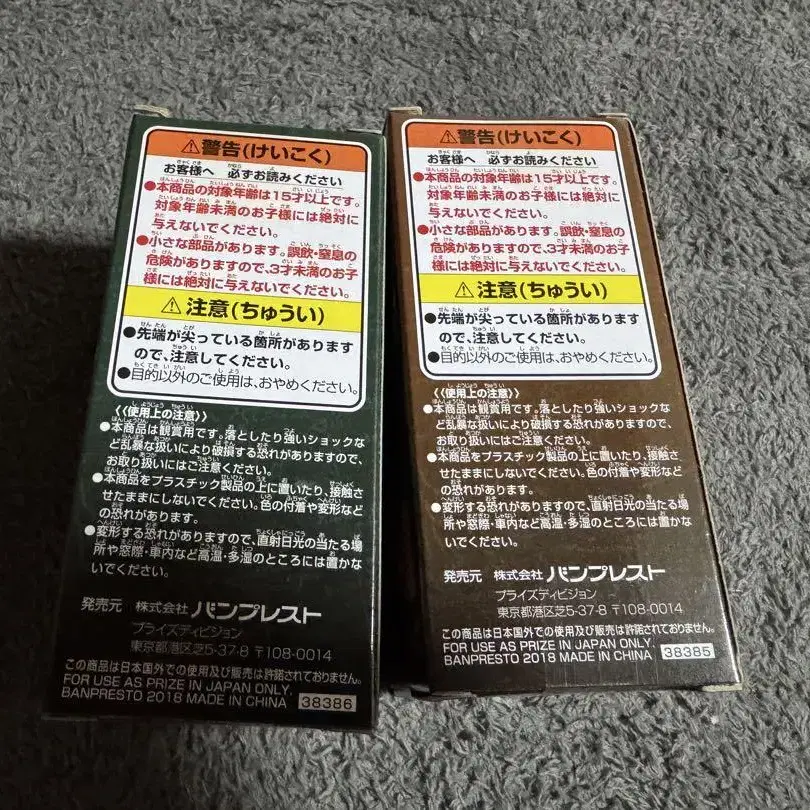 ⚠警告(けいこく)
お客様へ 必ずお読みください
●本商品の対象年齢は15才以上です。
対象年齢未満のお子様には絶対に
与えないでください。
●小さな部品があります。誤飲・窒息の
危険がありますので、3才未満のお子
様には絶対に与えないでください。
⚠注意(ちゅうい)
●先端が尖っている箇所があります
ので、注意してください。
●目的以外のご使用は、おやめください。
《使用上の注意》
●本商品は観賞用です。落としたり強いショックな
ど乱暴な扱いにより破損する恐れがありますので、
お取り扱いにはご注意ください。
●本商品をプラスチック製品の上に置いたり、接触さ
せたままにしないでください。色の付着や変形など
の恐れがあります。
●変形する恐れがありますので、直射日光の当たる場
所や窓際・車内など高温・多湿のところには置かな
いでください。
発売元 株式会社 バンプレスト
プライズディビジョン
東京都港区芝5-37-8 〒108-0014
この商品は日本国外での使用及び販売は許諾されておりません。
FOR USE AS PRIZE IN JAPAN ONLY.
BANPRESTO 2018 MADE IN CHINA 38386
⚠警告(けいこく)
お客様へ 必ずお読みください
●本商品の対象年齢は15才以上です。
対象年齢未満のお子様には絶対に
与えないでください。
●小さな部品があります。誤飲・窒息の
危険がありますので、3才未満のお子
様には絶対に与えないでください。
⚠注意(ちゅうい)
●先端が尖っている箇所があります
ので、注意してください。
●目的以外のご使用は、おやめください。
《使用上の注意》
●本商品は観賞用です。落としたり強いショックな
ど乱暴な扱いにより破損する恐れがありますので、
お取り扱いにはご注意ください。
●本商品をプラスチック製品の上に置いたり、接触さ
せたままにしないでください。色の付着や変形など
の恐れがあります。
●変形する恐れがありますので、直射日光の当たる場
所や窓際・車内など高温・多湿のところには置かな
いでください。
発売元 株式会社 バンプレスト
プライズディビジョン
東京都港区芝5-37-8 〒108-0014
この商品は日本国外での使用及び販売は許諾されておりません。
FOR USE AS PRIZE IN JAPAN ONLY.
BANPRESTO 2018 MADE IN CHINA 38385